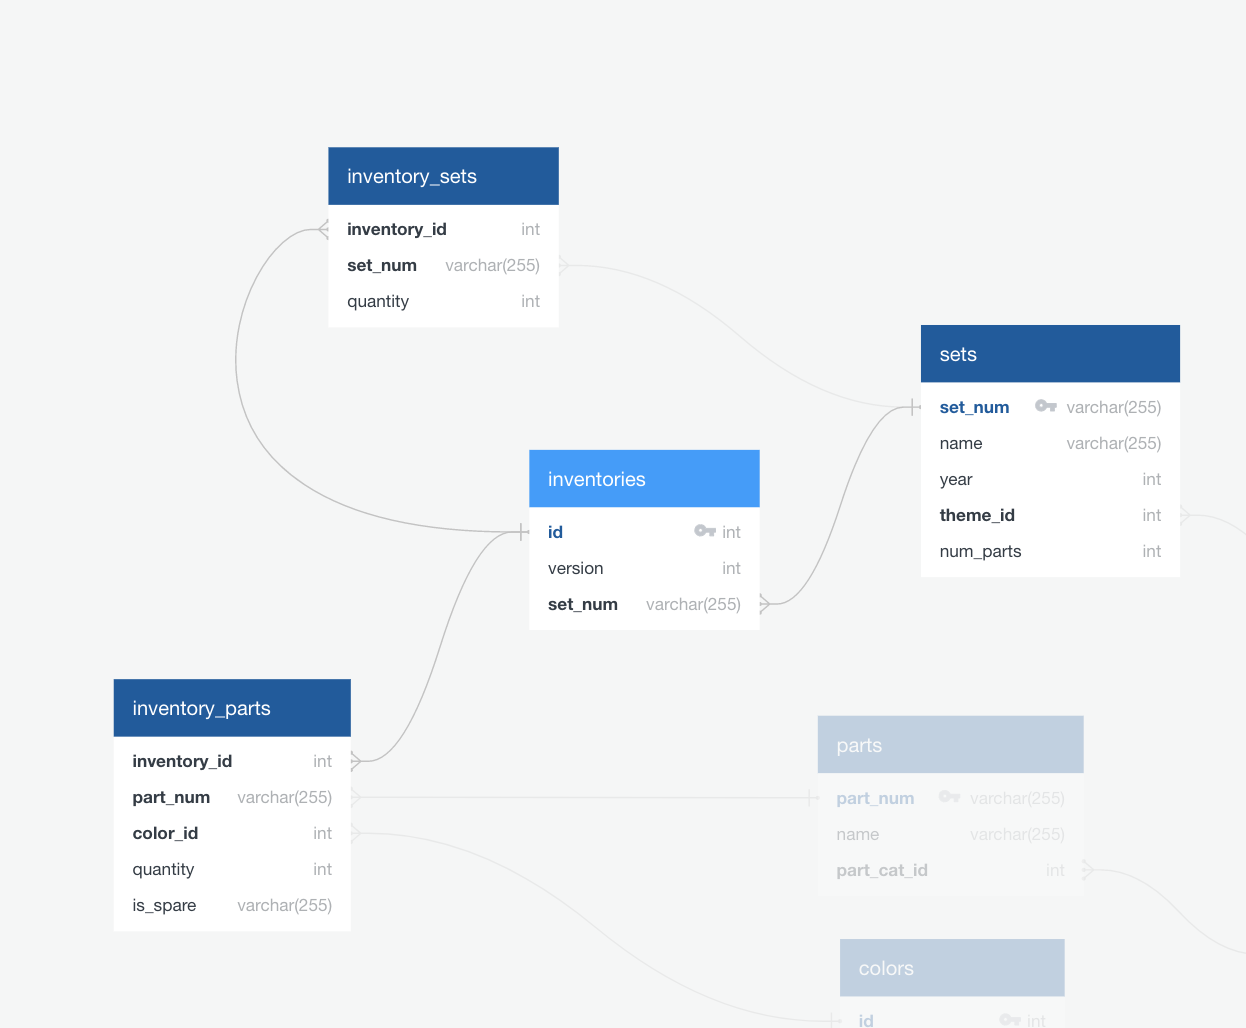 inventory_sets
inventory_id int
set_num varchar(255)
quantity int
sets
set_num varchar(255)
name varchar(255)
year int
theme_id int
num_parts int
inventories
id int
version int
set_num varchar(255)
inventory_parts
inventory_id int
part_num varchar(255)
color_id int
quantity int
is_spare varchar(255)
parts
part_num varchar(255)
name varchar(255)
part_cat_id int
colors
id int